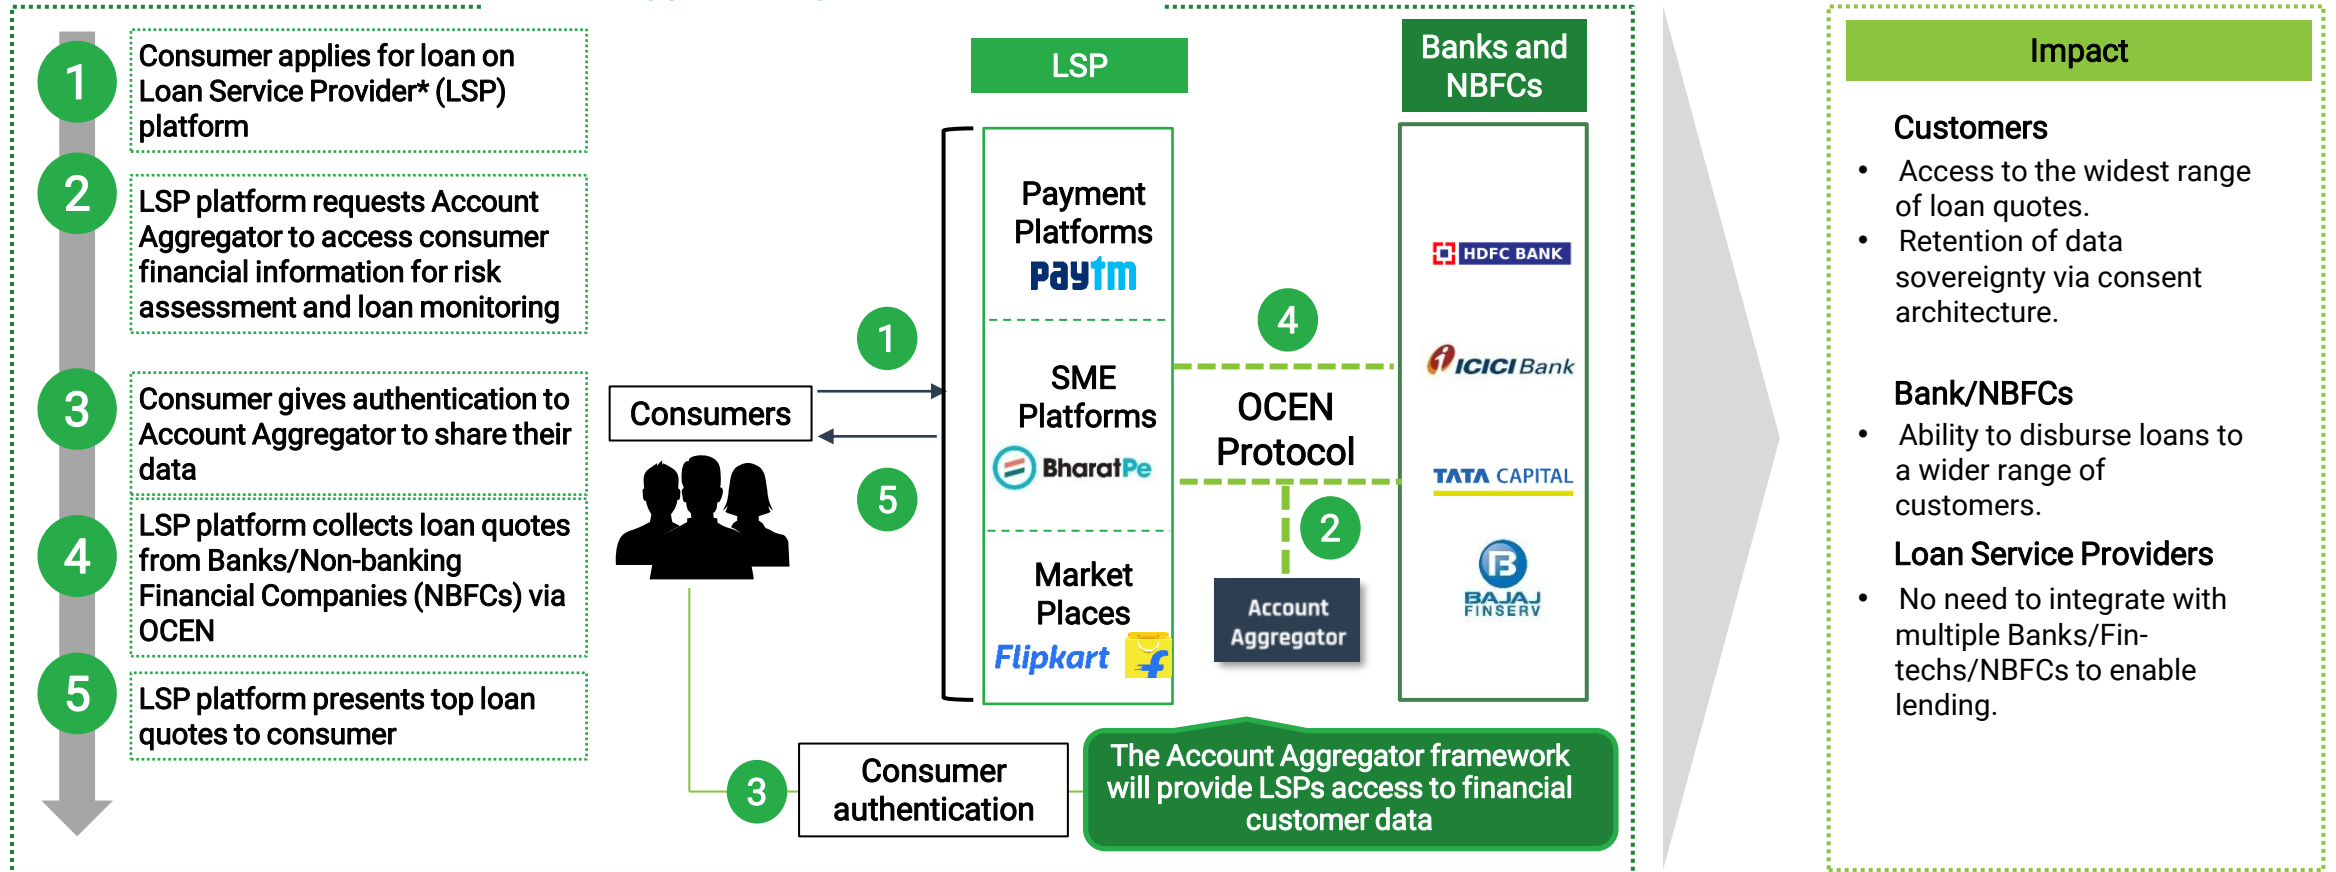 1
Consumer applies for loan on
Loan Service Provider* (LSP)
platform
2
LSP platform requests Account
Aggregator to access consumer
financial information for risk
assessment and loan monitoring
3
Consumer gives authentication to
Account Aggregator to share their
data
4
LSP platform collects loan quotes
from Banks/Non-banking
Financial Companies (NBFCs) via
OCEN
5
LSP platform presents top loan
quotes to consumer
Consumers
1
5
3
Consumer
authentication
LSP
Payment
Platforms
paytm
SME
Platforms
BharatPe
Market
Places
Flipkart
4
OCEN
Protocol
2
Account
Aggregator
The Account Aggregator framework
will provide LSPs access to financial
customer data
Banks and
NBFCs
HDFC BANK
ICICI Bank
TATA CAPITAL
BAJAJ
FINSERV
Impact
Customers
• Access to the widest range
of loan quotes.
• Retention of data
sovereignty via consent
architecture.
Bank/NBFCs
• Ability to disburse loans to
a wider range of
customers.
Loan Service Providers
• No need to integrate with
multiple Banks/Fin-
techs/NBFCs to enable
lending.